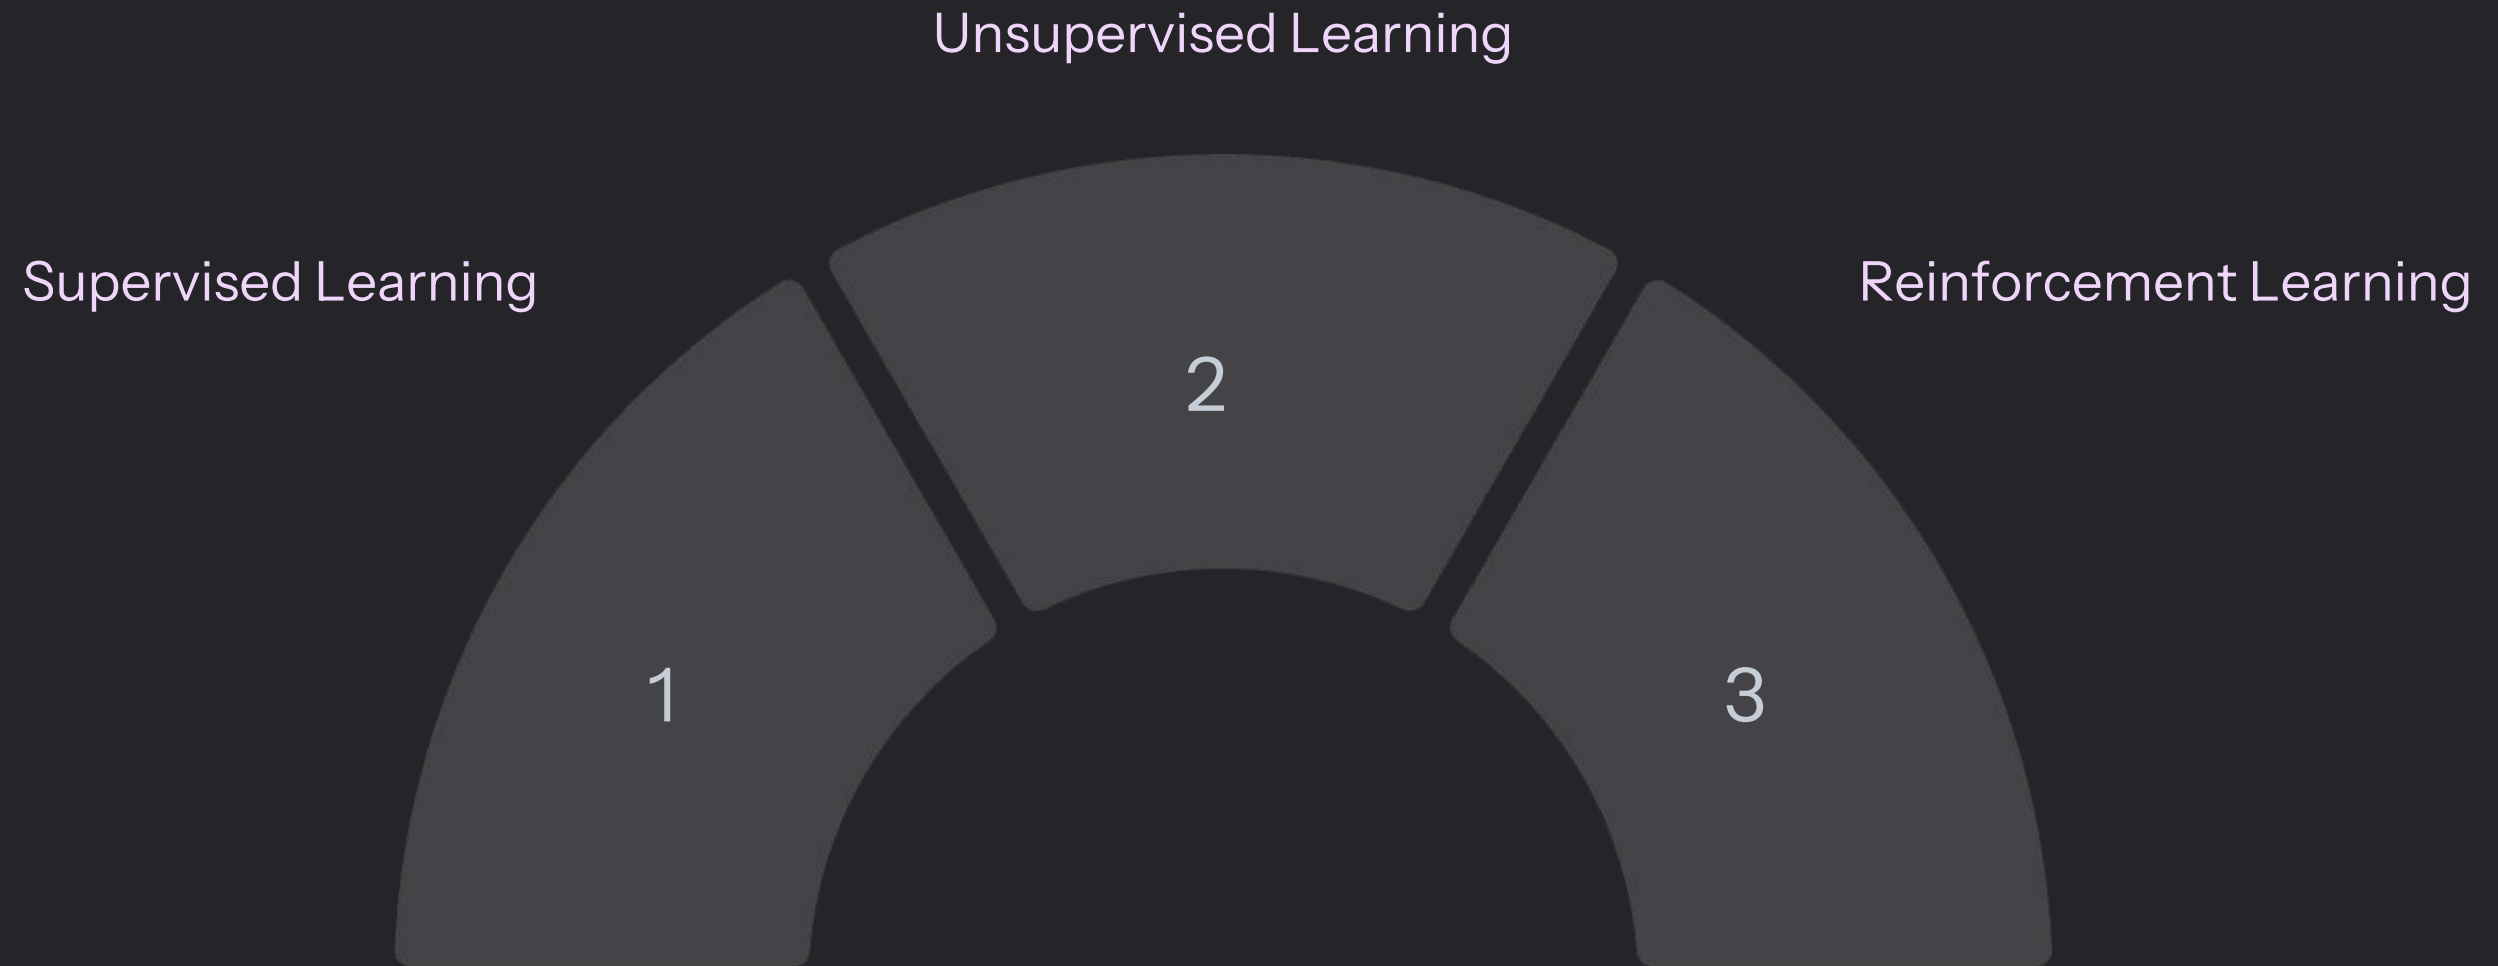 Unsupervised Learning
Supervised Learning
Reinforcement Learning
2
1
3